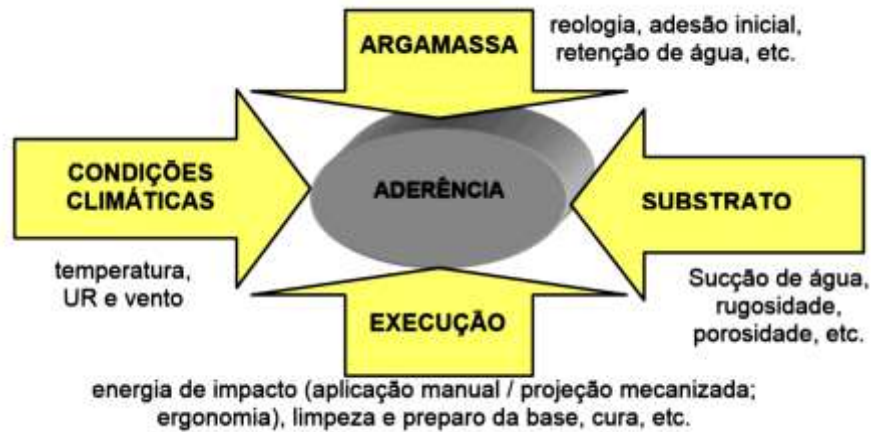 ARGAMASSA
reologia, adesão inicial,
retenção de água, etc.
CONDIÇÕES
CLIMÁTICAS
temperatura,
UR e vento
ADERÊNCIA
SUBSTRATO
Sucção de água,
rugosidade,
porosidade, etc.
EXECUÇÃO
energia de impacto (aplicação manual / projeção mecanizada;
ergonomia), limpeza e preparo da base, cura, etc.